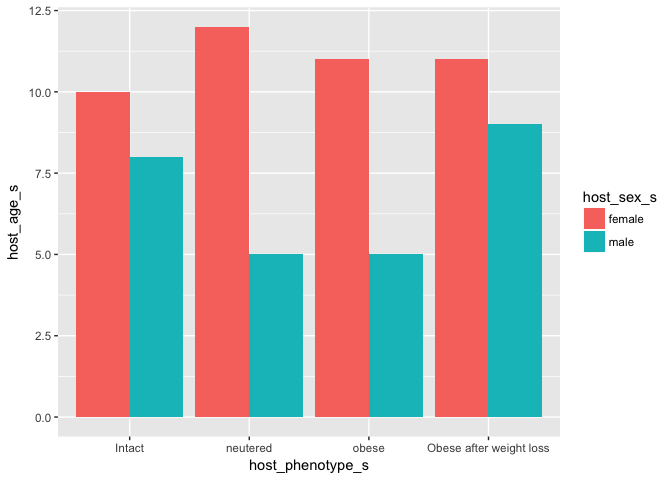 12.5
10.0
7.5
5.0
2.5
0.0
host_age_s
Intact neutered obese Obese after weight loss
host_phenotype_s
host_sex_s
female
male